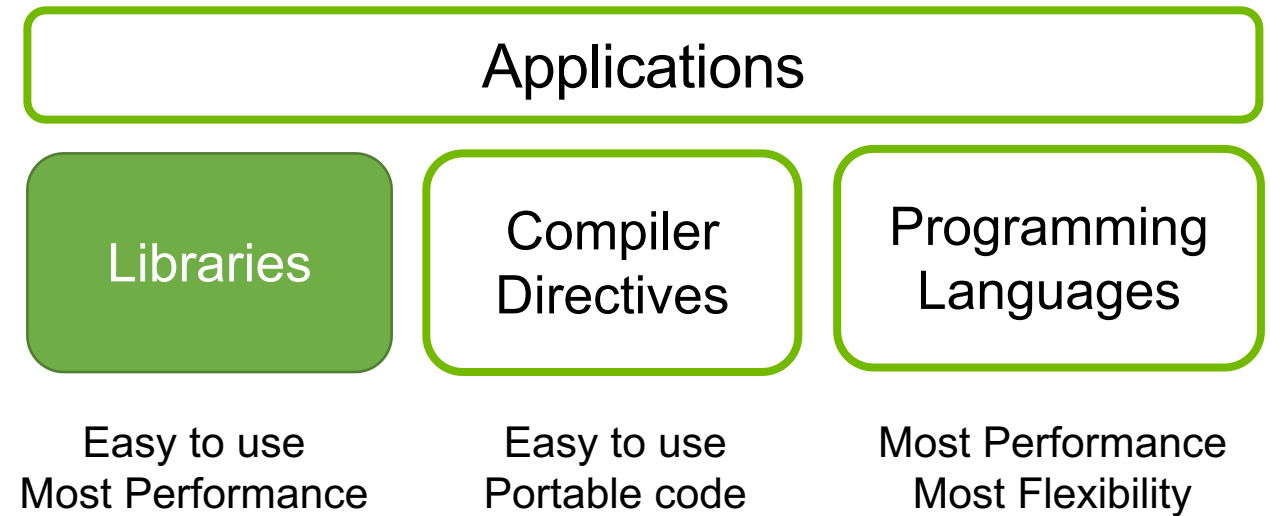 Applications
Libraries
Compiler
Directives
Programming
Languages
Easy to use
Most Performance
Easy to use
Portable code
Most Performance
Most Flexibility